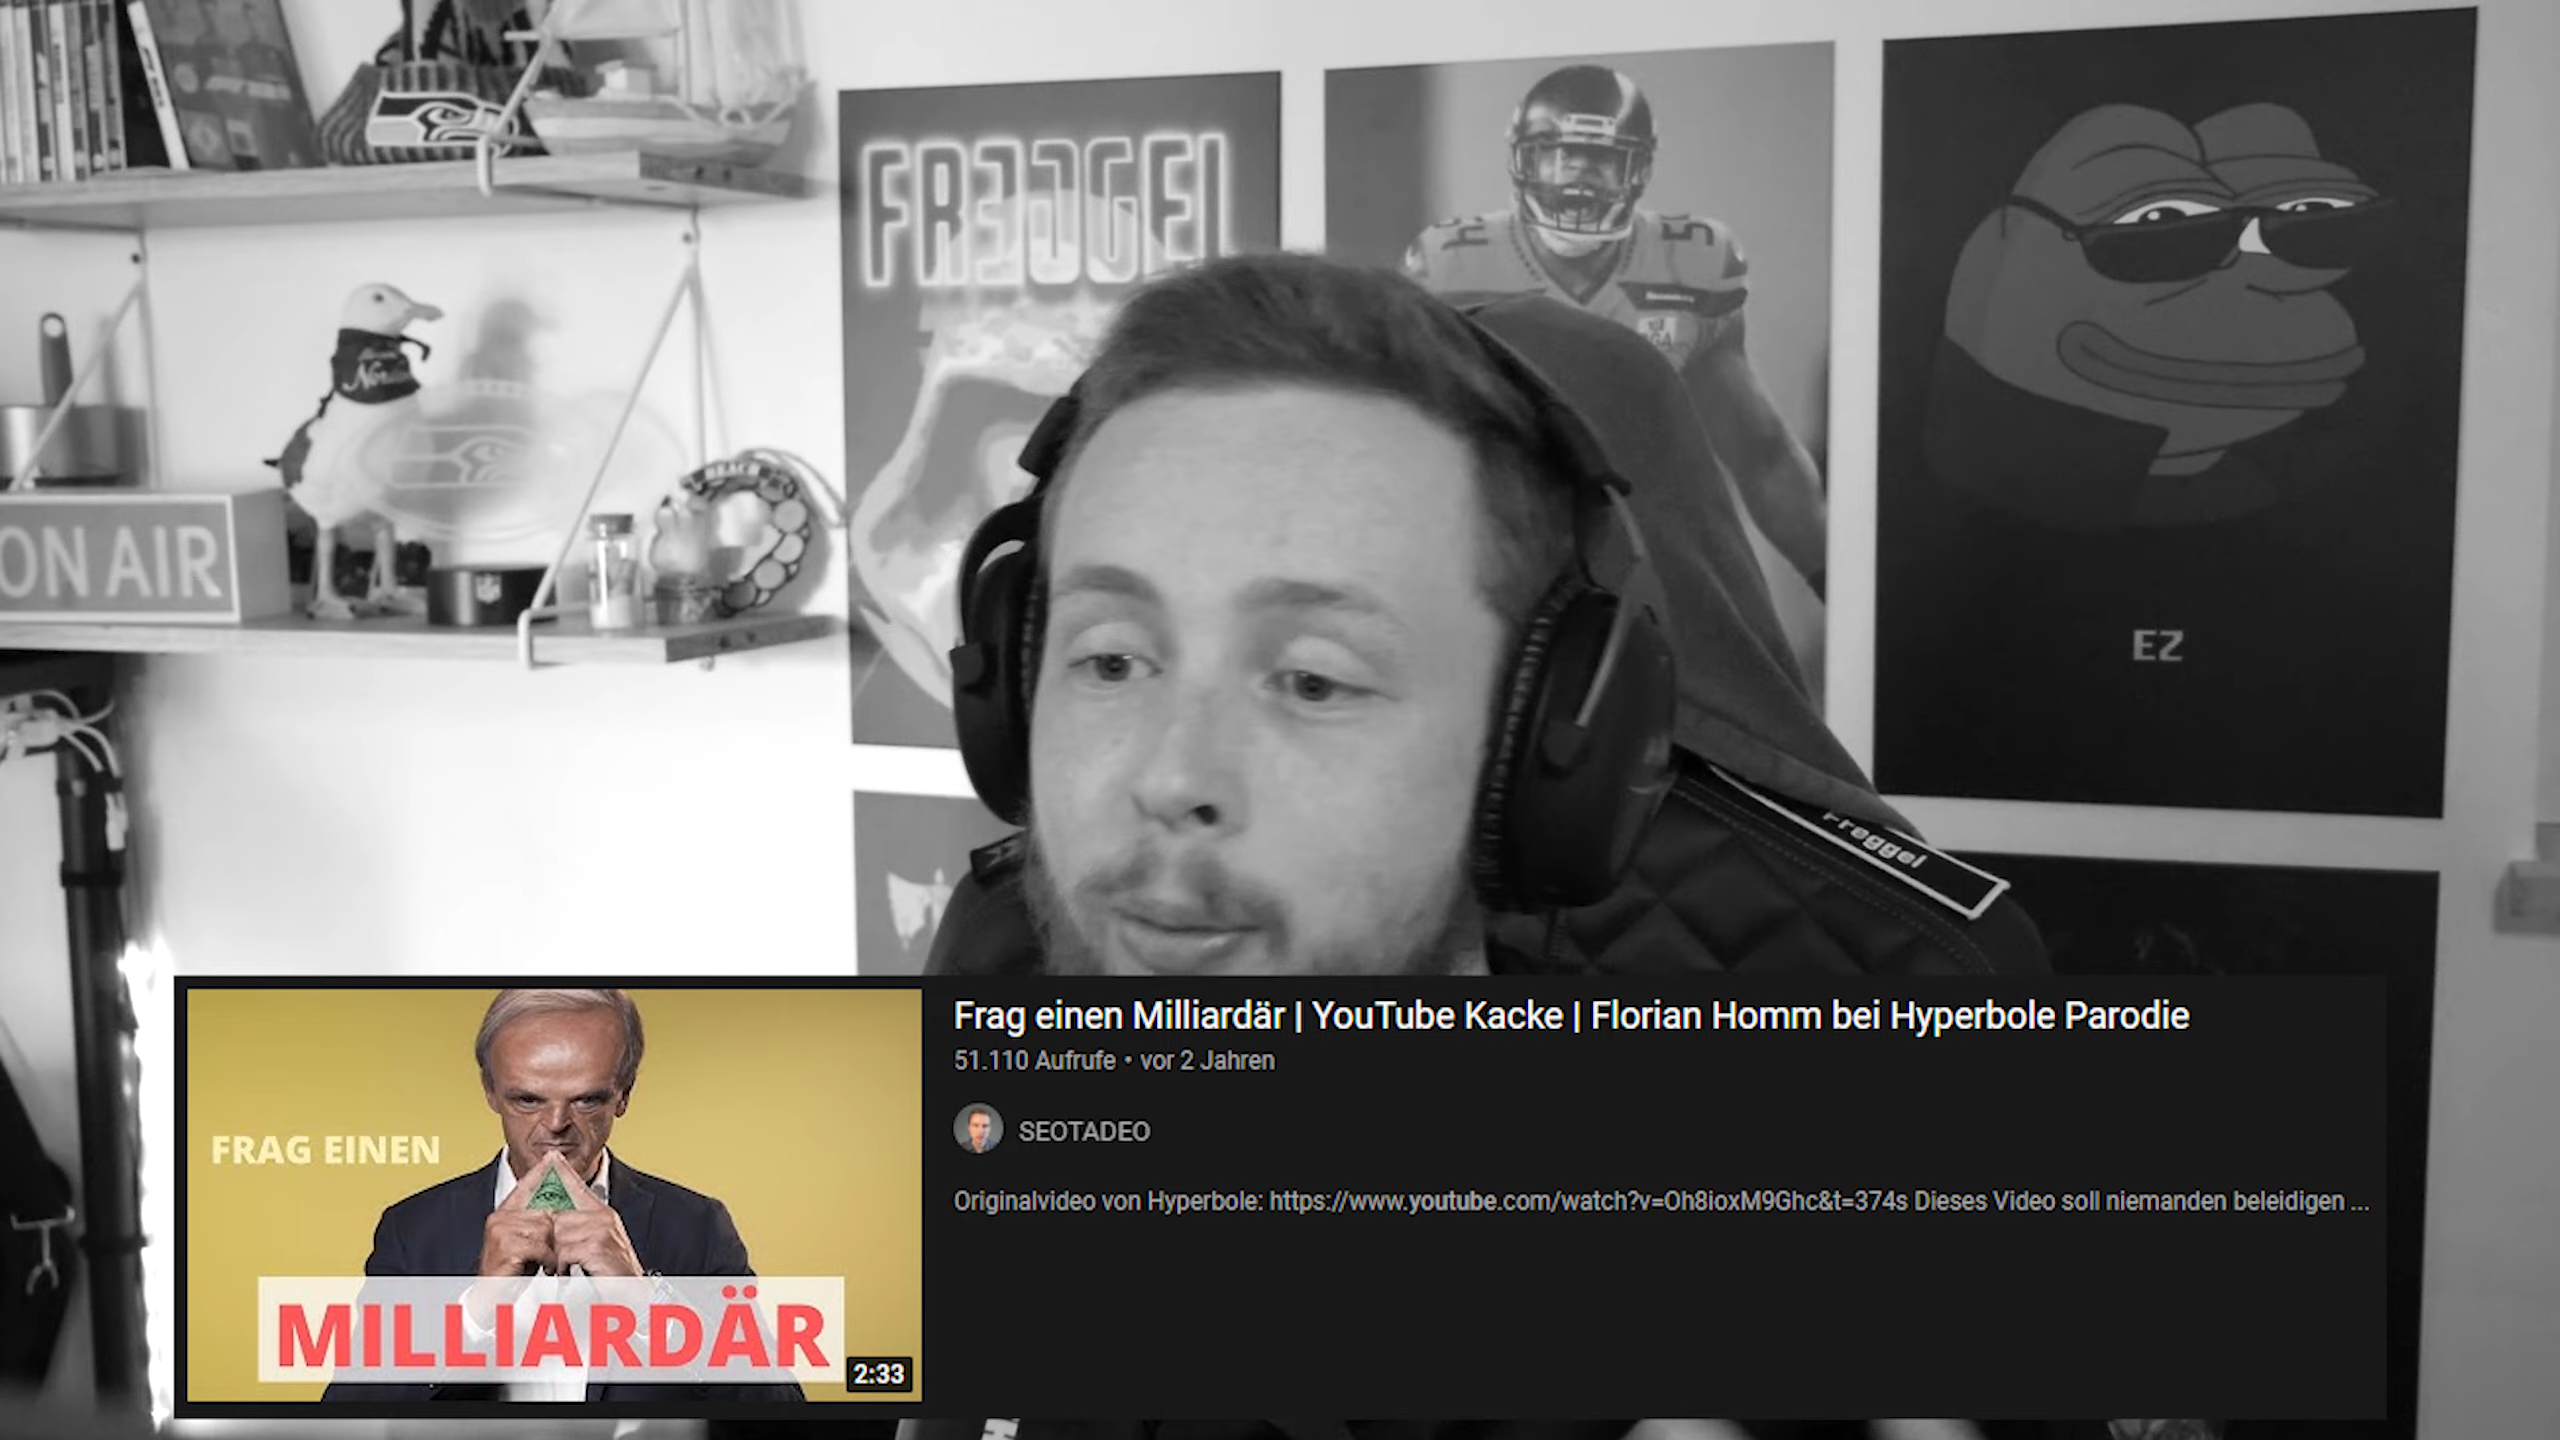 FREGGEL
ON AIR
Nordsee
BEACH
EZ
Freggel
FRAG EINEN
MILLIARDÄR
2:33
Frag einen Milliardär | YouTube Kacke | Florian Homm bei Hyperbole Parodie
51.110 Aufrufe • vor 2 Jahren
SEOTADEO
Originalvideo von Hyperbole: https://www.youtube.com/watch?v=Oh8ioxM9Ghc&t=374s Dieses Video soll niemanden beleidigen ...